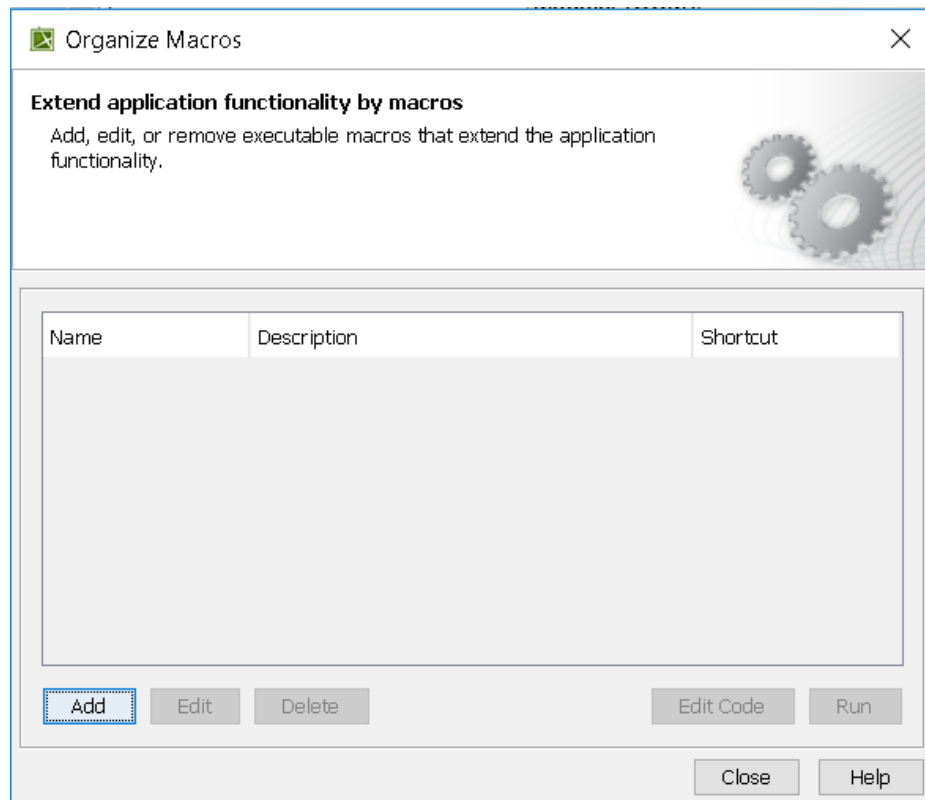 Organize Macros
Extend application functionality by macros
Add, edit, or remove executable macros that extend the application
functionality.
Name Description Shortcut
Add Edit Delete Edit Code Run
Close Help